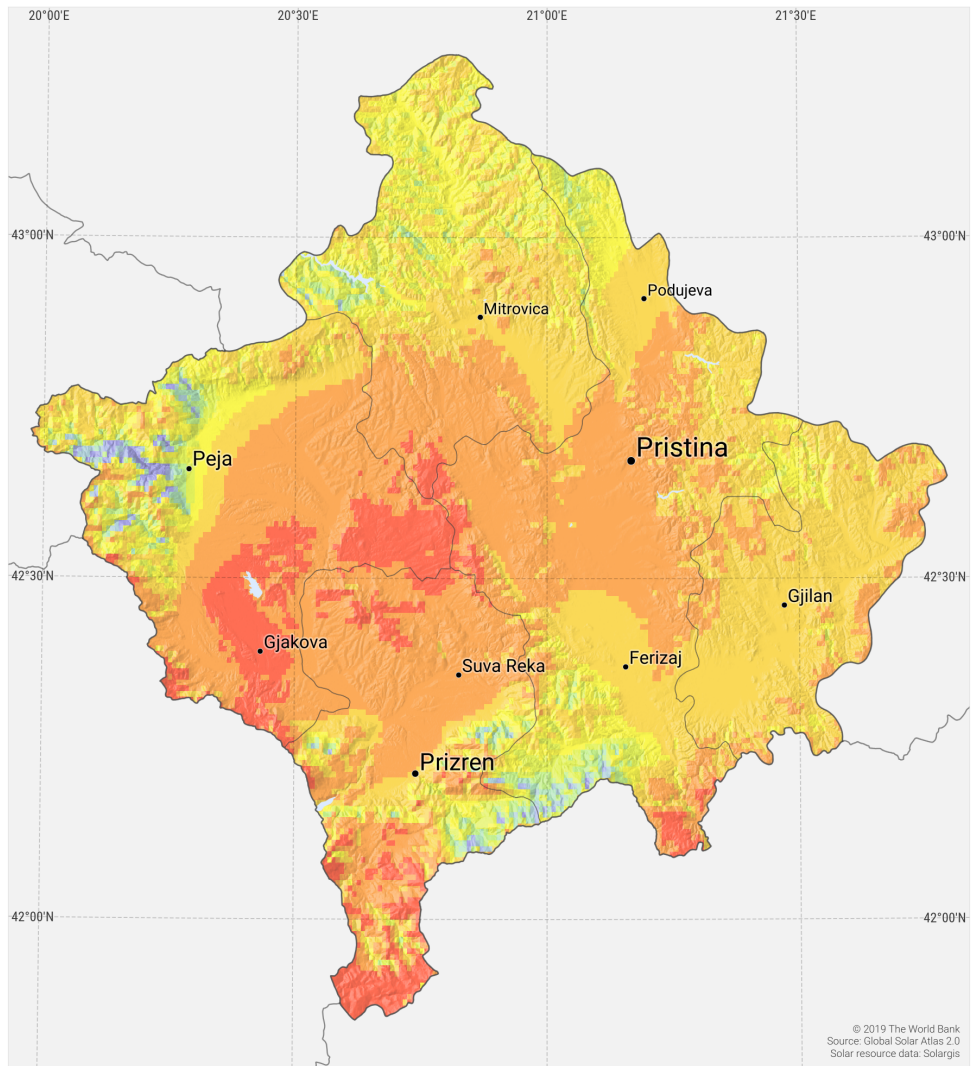 20°00'E
20°30'E
21°00'E
21°30'E
43°00'N
43°00'N
Podujeva
Mitrovica
Pristina
Peja
42°30'N
42°30'N
Gjilan
Gjakova
Ferizaj
Suva Reka
Prizren
42°00'N
42°00'N
© 2019 The World Bank
Source: Global Solar Atlas 2.0
Solar resource data: Solargis